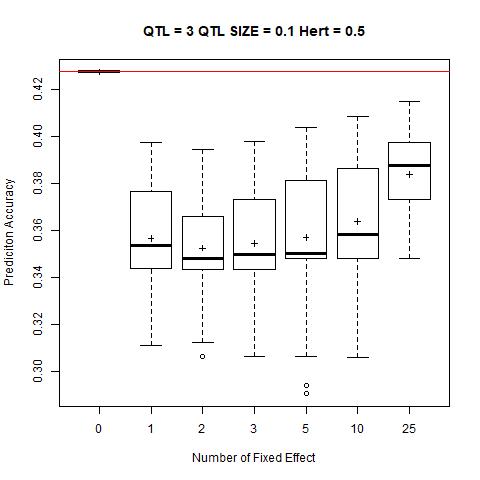 QTL = 3 QTL SIZE = 0.1 Hert = 0.5
Prediciton Accuracy
0.42
0.40
0.38
0.36
0.34
0.32
0.30
0 1 2 3 5 10 25
Number of Fixed Effect